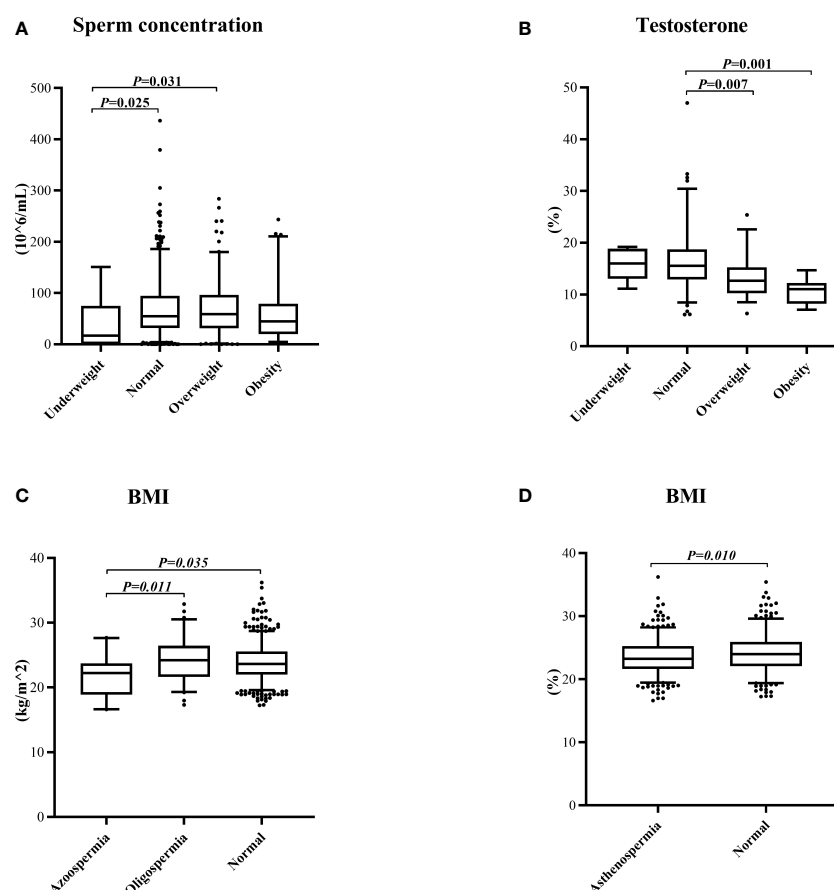 A Sperm concentration
P=0.031
P=0.025
500
400
300
200
100
0
(10^6/mL)
Underweight
Normal
Overweight
Obesity
B Testosterone
P=0.001
P=0.007
50
40
30
20
10
0
(%)
Underweight
Normal
Overweight
Obesity
C BMI
P=0.035
P=0.011
40
30
20
10
0
(kg/m^2)
Azoospermia
Oligospermia
Normal
D BMI
P=0.010
40
30
20
10
0
(%)
Asthenospermia
Normal